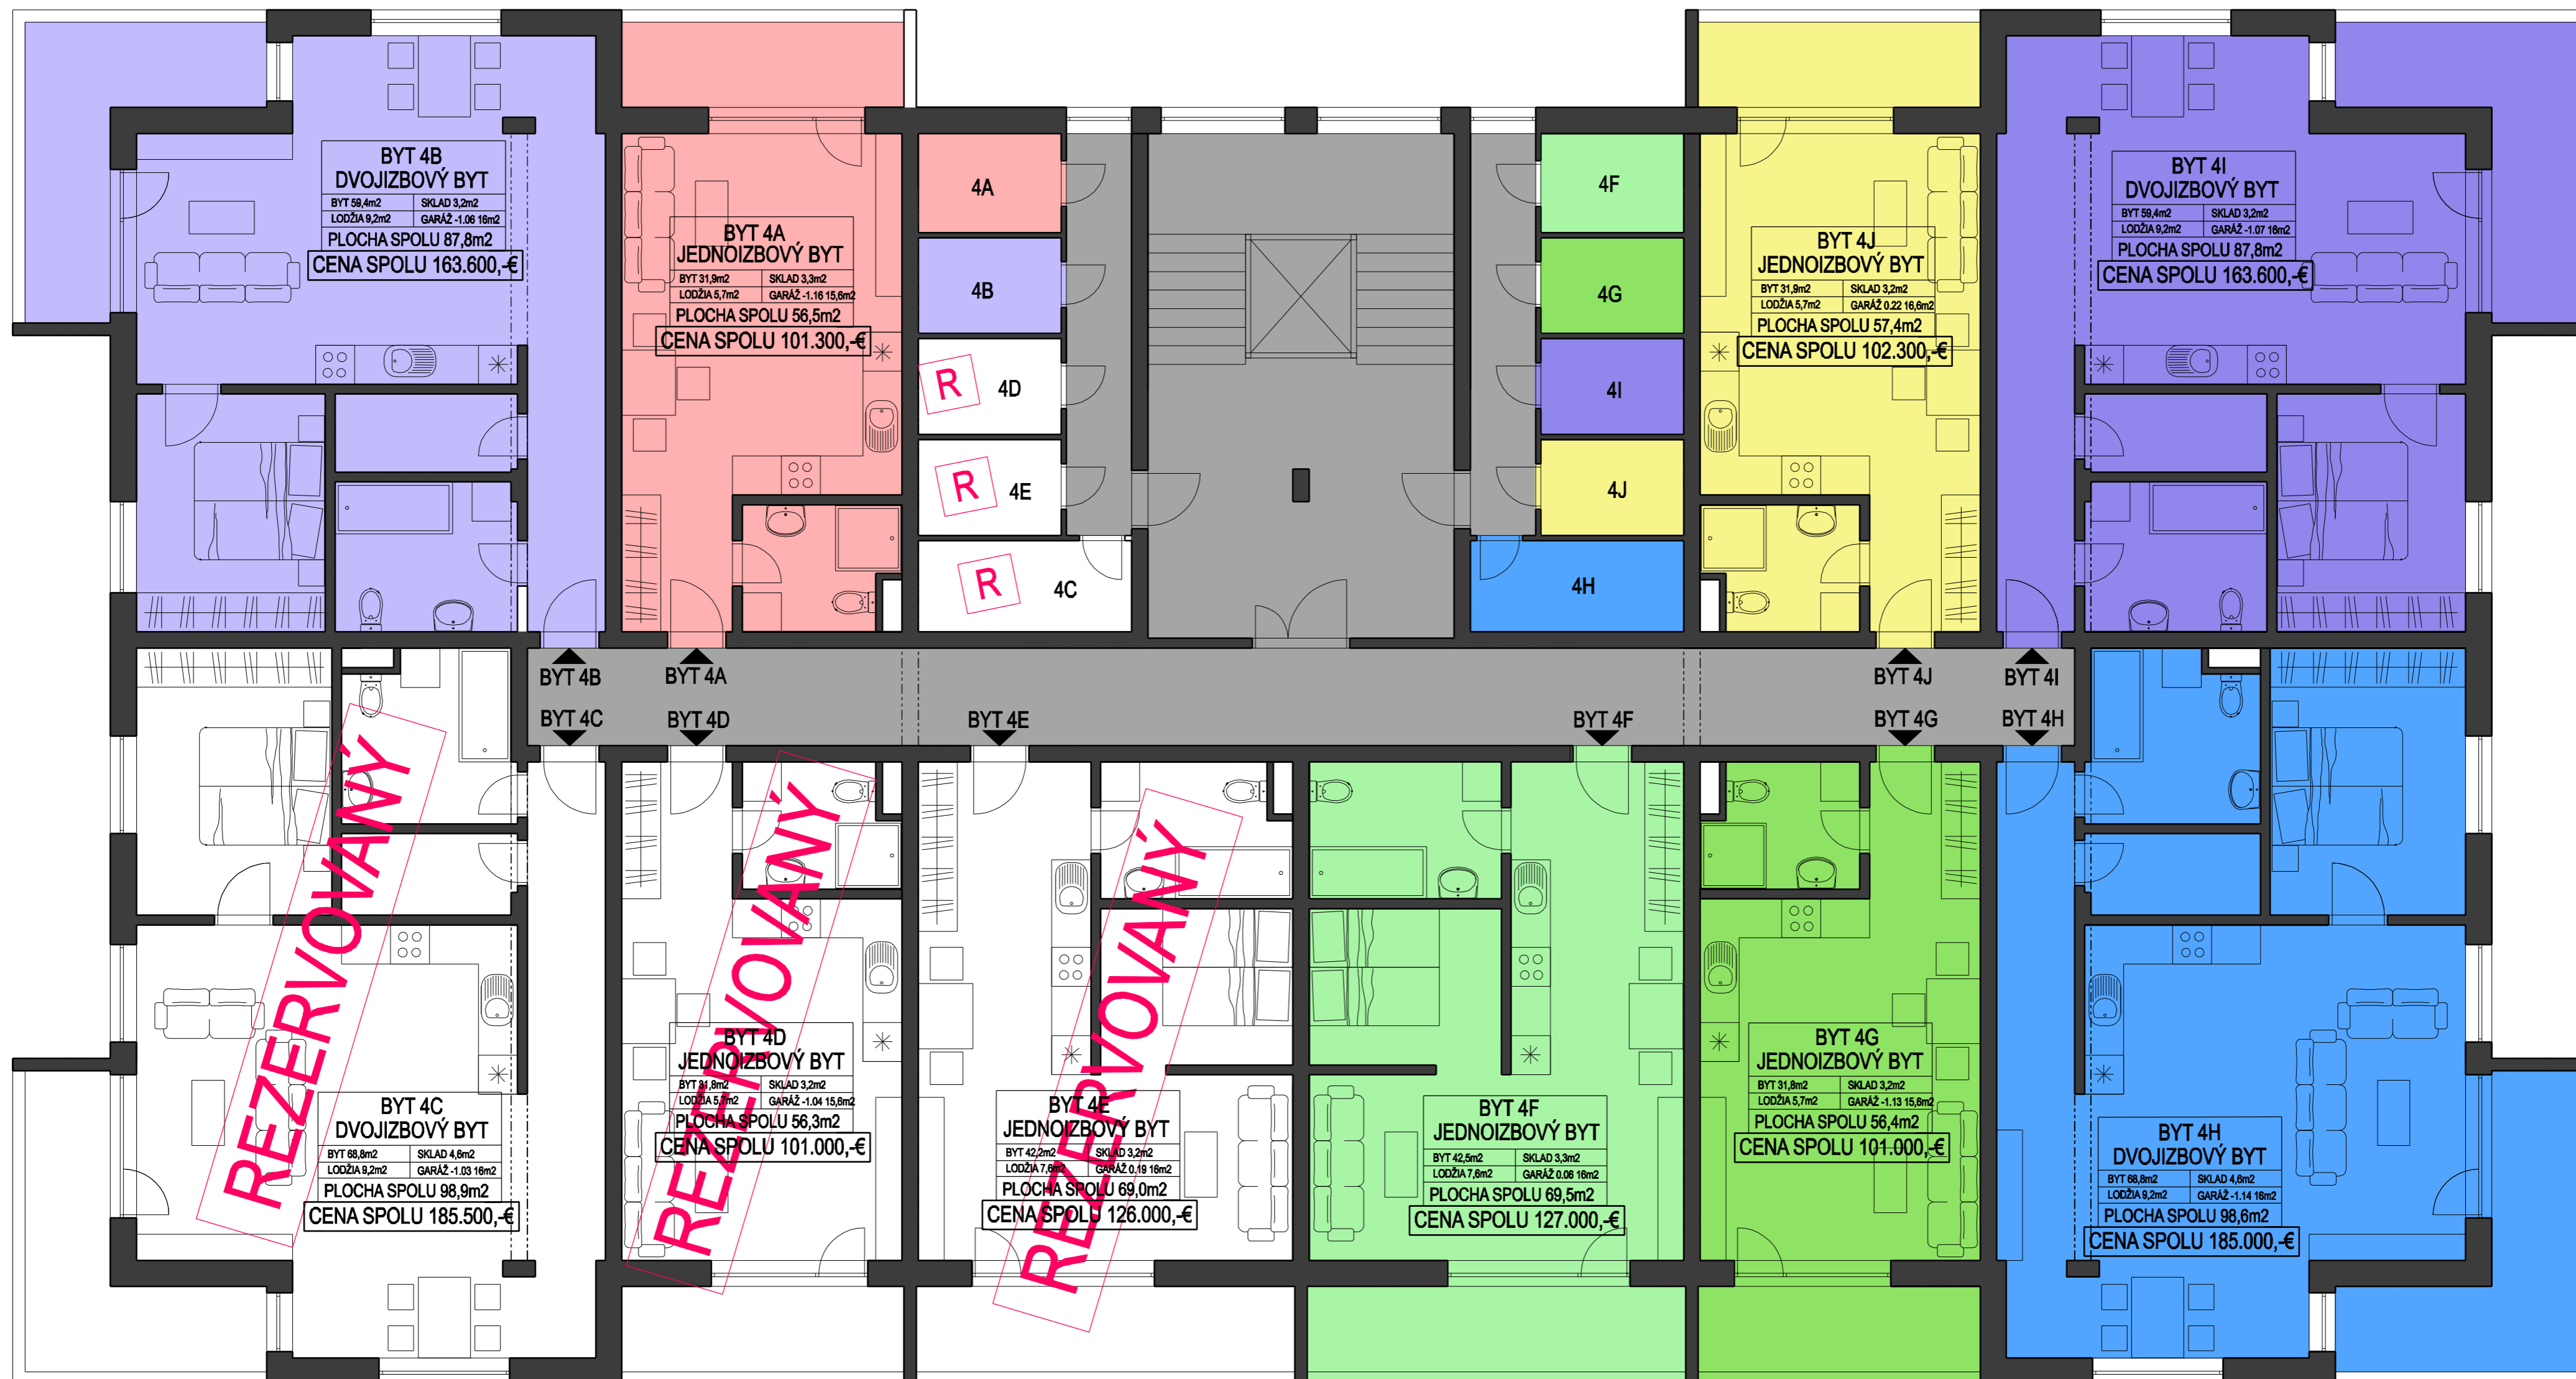 BYT 4B
DVOJIZBOVÝ BYT
BYT 59,4m2 SKLAD 3,2m2
LODŽIA 9,2m2 GARÁŽ -1.06 16m2
PLOCHA SPOLU 87,8m2
CENA SPOLU 163.600,-€
BYT 4A
JEDNOIZBOVÝ BYT
BYT 31,9m2 SKLAD 3,3m2
LODŽIA 5,7m2 GARÁŽ -1.16 15,6m2
PLOCHA SPOLU 56,5m2
CENA SPOLU 101.300,-€
4A
4B
R 4D
R 4E
R 4C
4F
4G
4I
4J
4H
BYT 4J
JEDNOIZBOVÝ BYT
BYT 31,9m2 SKLAD 3,2m2
LODŽIA 5,7m2 GARÁŽ 0.22 16,6m2
PLOCHA SPOLU 57,4m2
CENA SPOLU 102.300,-€
BYT 4I
DVOJIZBOVÝ BYT
BYT 59,4m2 SKLAD 3,2m2
LODŽIA 9,2m2 GARÁŽ -1.07 16m2
PLOCHA SPOLU 87,8m2
CENA SPOLU 163.600,-€
BYT 4B BYT 4A BYT 4J BYT 4I
BYT 4C BYT 4D BYT 4E BYT 4F BYT 4G BYT 4H
REZERVOVANÝ
BYT 4C
DVOJIZBOVÝ BYT
BYT 68,8m2 SKLAD 4,6m2
LODŽIA 9,2m2 GARÁŽ -1.03 16m2
PLOCHA SPOLU 98,9m2
CENA SPOLU 185.500,-€
REZERVOVANÝ
BYT 4D
JEDNOIZBOVÝ BYT
BYT 31,8m2 SKLAD 3,2m2
LODŽIA 5,7m2 GARÁŽ -1.04 15,6m2
PLOCHA SPOLU 56,3m2
CENA SPOLU 101.000,-€
REZERVOVANÝ
BYT 4E
JEDNOIZBOVÝ BYT
BYT 42,2m2 SKLAD 3,2m2
LODŽIA 7,6m2 GARÁŽ 0.19 16m2
PLOCHA SPOLU 69,0m2
CENA SPOLU 126.000,-€
BYT 4F
JEDNOIZBOVÝ BYT
BYT 42,5m2 SKLAD 3,3m2
LODŽIA 7,6m2 GARÁŽ 0.06 16m2
PLOCHA SPOLU 69,5m2
CENA SPOLU 127.000,-€
BYT 4G
JEDNOIZBOVÝ BYT
BYT 31,8m2 SKLAD 3,2m2
LODŽIA 5,7m2 GARÁŽ -1.13 15,6m2
PLOCHA SPOLU 56,4m2
CENA SPOLU 101.000,-€
BYT 4H
DVOJIZBOVÝ BYT
BYT 68,8m2 SKLAD 4,6m2
LODŽIA 9,2m2 GARÁŽ -1.14 16m2
PLOCHA SPOLU 98,6m2
CENA SPOLU 185.000,-€